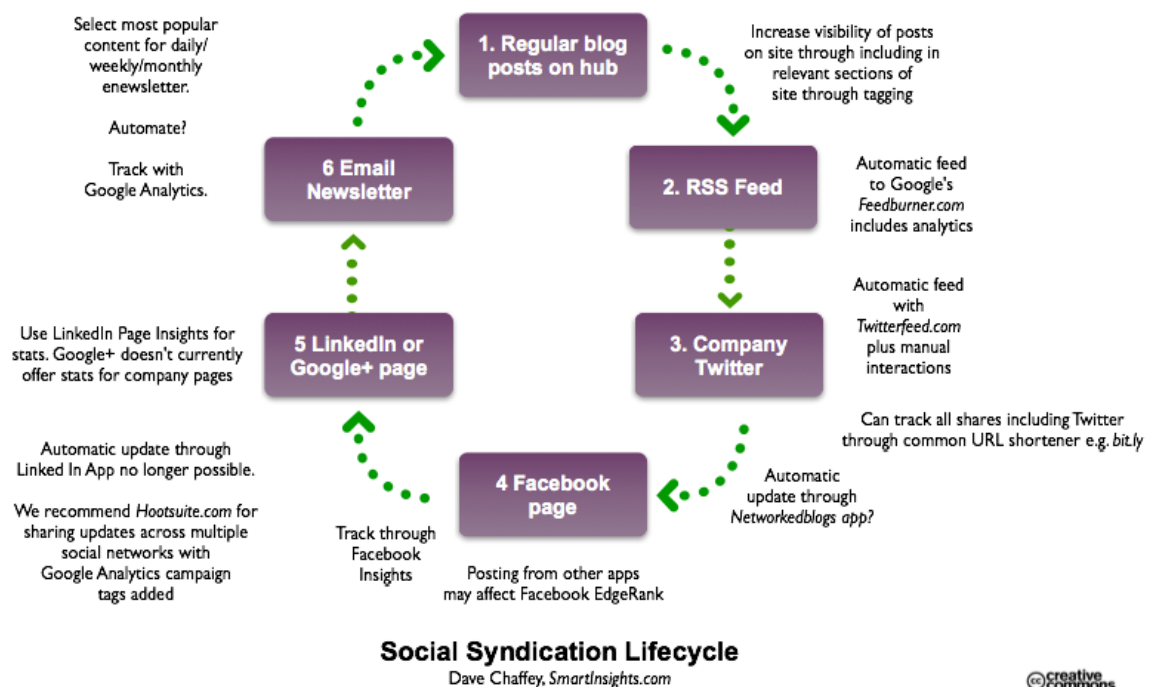 Select most popular
content for daily/
weekly/monthly
enewsletter.
Automate?
Track with
Google Analytics.
1. Regular blog
posts on hub
Increase visibility of posts
on site through including in
relevant sections of
site through tagging
6 Email
Newsletter
2. RSS Feed
Automatic feed
to Google's
Feedburner.com
includes analytics
Use LinkedIn Page Insights for
stats. Google+ doesn't currently
offer stats for company pages
5 LinkedIn or
Google+ page
3. Company
Twitter
Automatic feed
with
Twitterfeed.com
plus manual
interactions
Can track all shares including Twitter
through common URL shortener e.g. bit.ly
Automatic update through
Linked In App no longer possible.
We recommend Hootsuite.com for
sharing updates across multiple
social networks with
Google Analytics campaign
tags added
4 Facebook
page
Automatic
update through
Networkedblogs app?
Track through
Facebook
Insights
Posting from other apps
may affect Facebook EdgeRank
Social Syndication Lifecycle
Dave Chaffey, SmartInsights.com
cc creative
commons